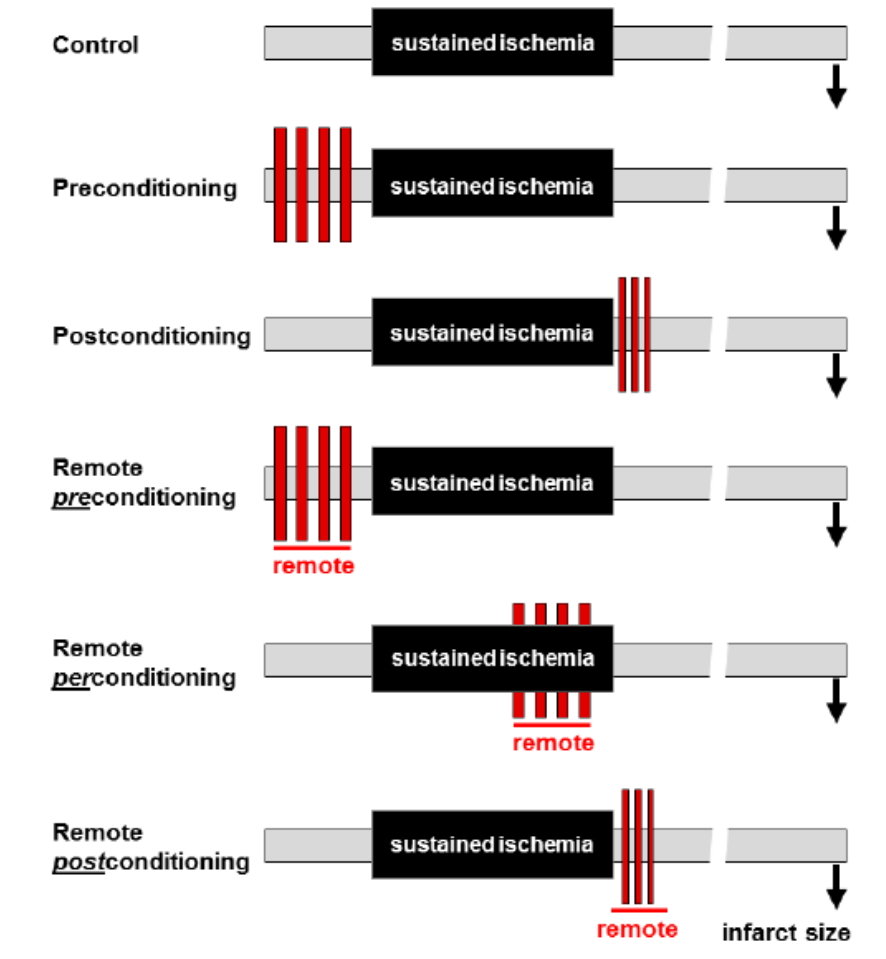 Control
sustained ischemia
Preconditioning
sustained ischemia
Postconditioning
sustained ischemia
Remote
preconditioning
sustained ischemia
remote
Remote
perconditioning
sustained ischemia
remote
Remote
postconditioning
sustained ischemia
remote
infarct size